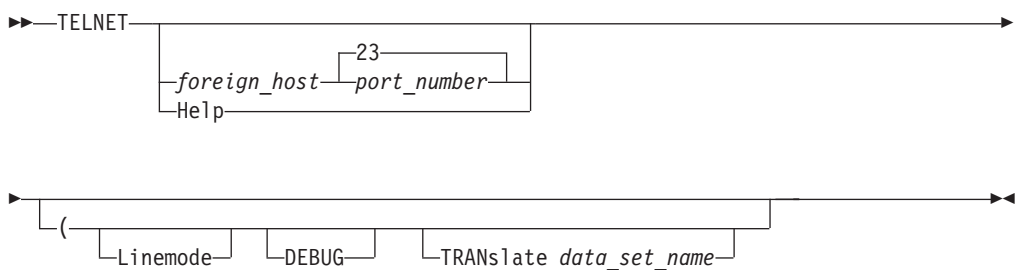 TELNET
23
foreign_host port_number
Help
(
Linemode DEBUG TRANslate data_set_name